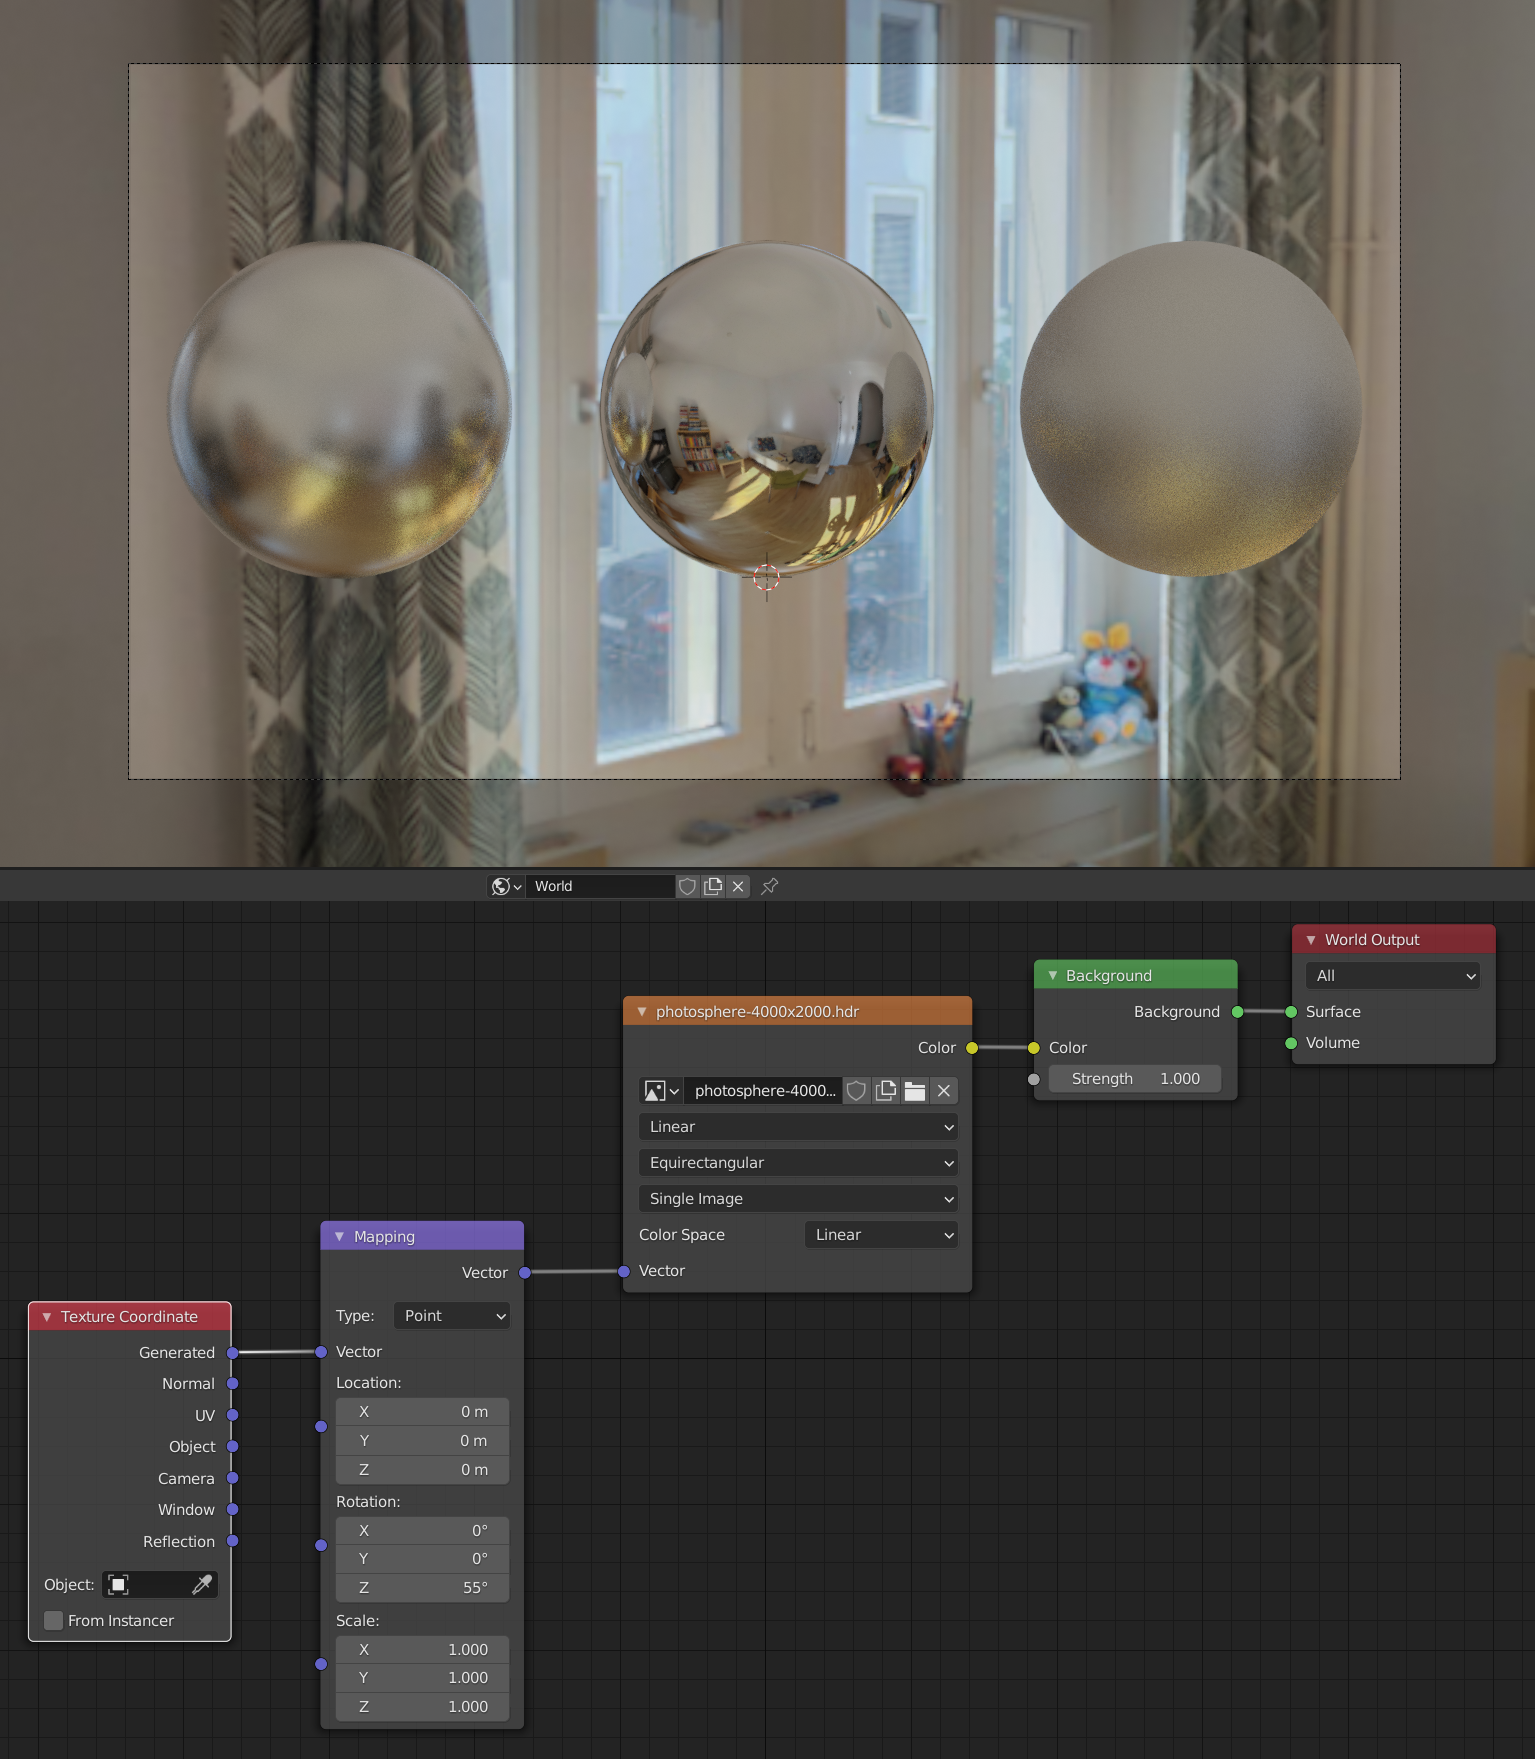 World
World Output
All
Surface
Volume
Background
Background
Color
Strength 1.000
photosphere-4000x2000.hdr
Color
photosphere-4000...
Linear
Equirectangular
Single Image
Color Space Linear
Vector
Mapping
Vector
Type: Point
Vector
Location:
X 0 m
Y 0 m
Z 0 m
Rotation:
X 0°
Y 0°
Z 55°
Scale:
X 1.000
Y 1.000
Z 1.000
Texture Coordinate
Generated
Normal
UV
Object
Camera
Window
Reflection
Object:
From Instancer